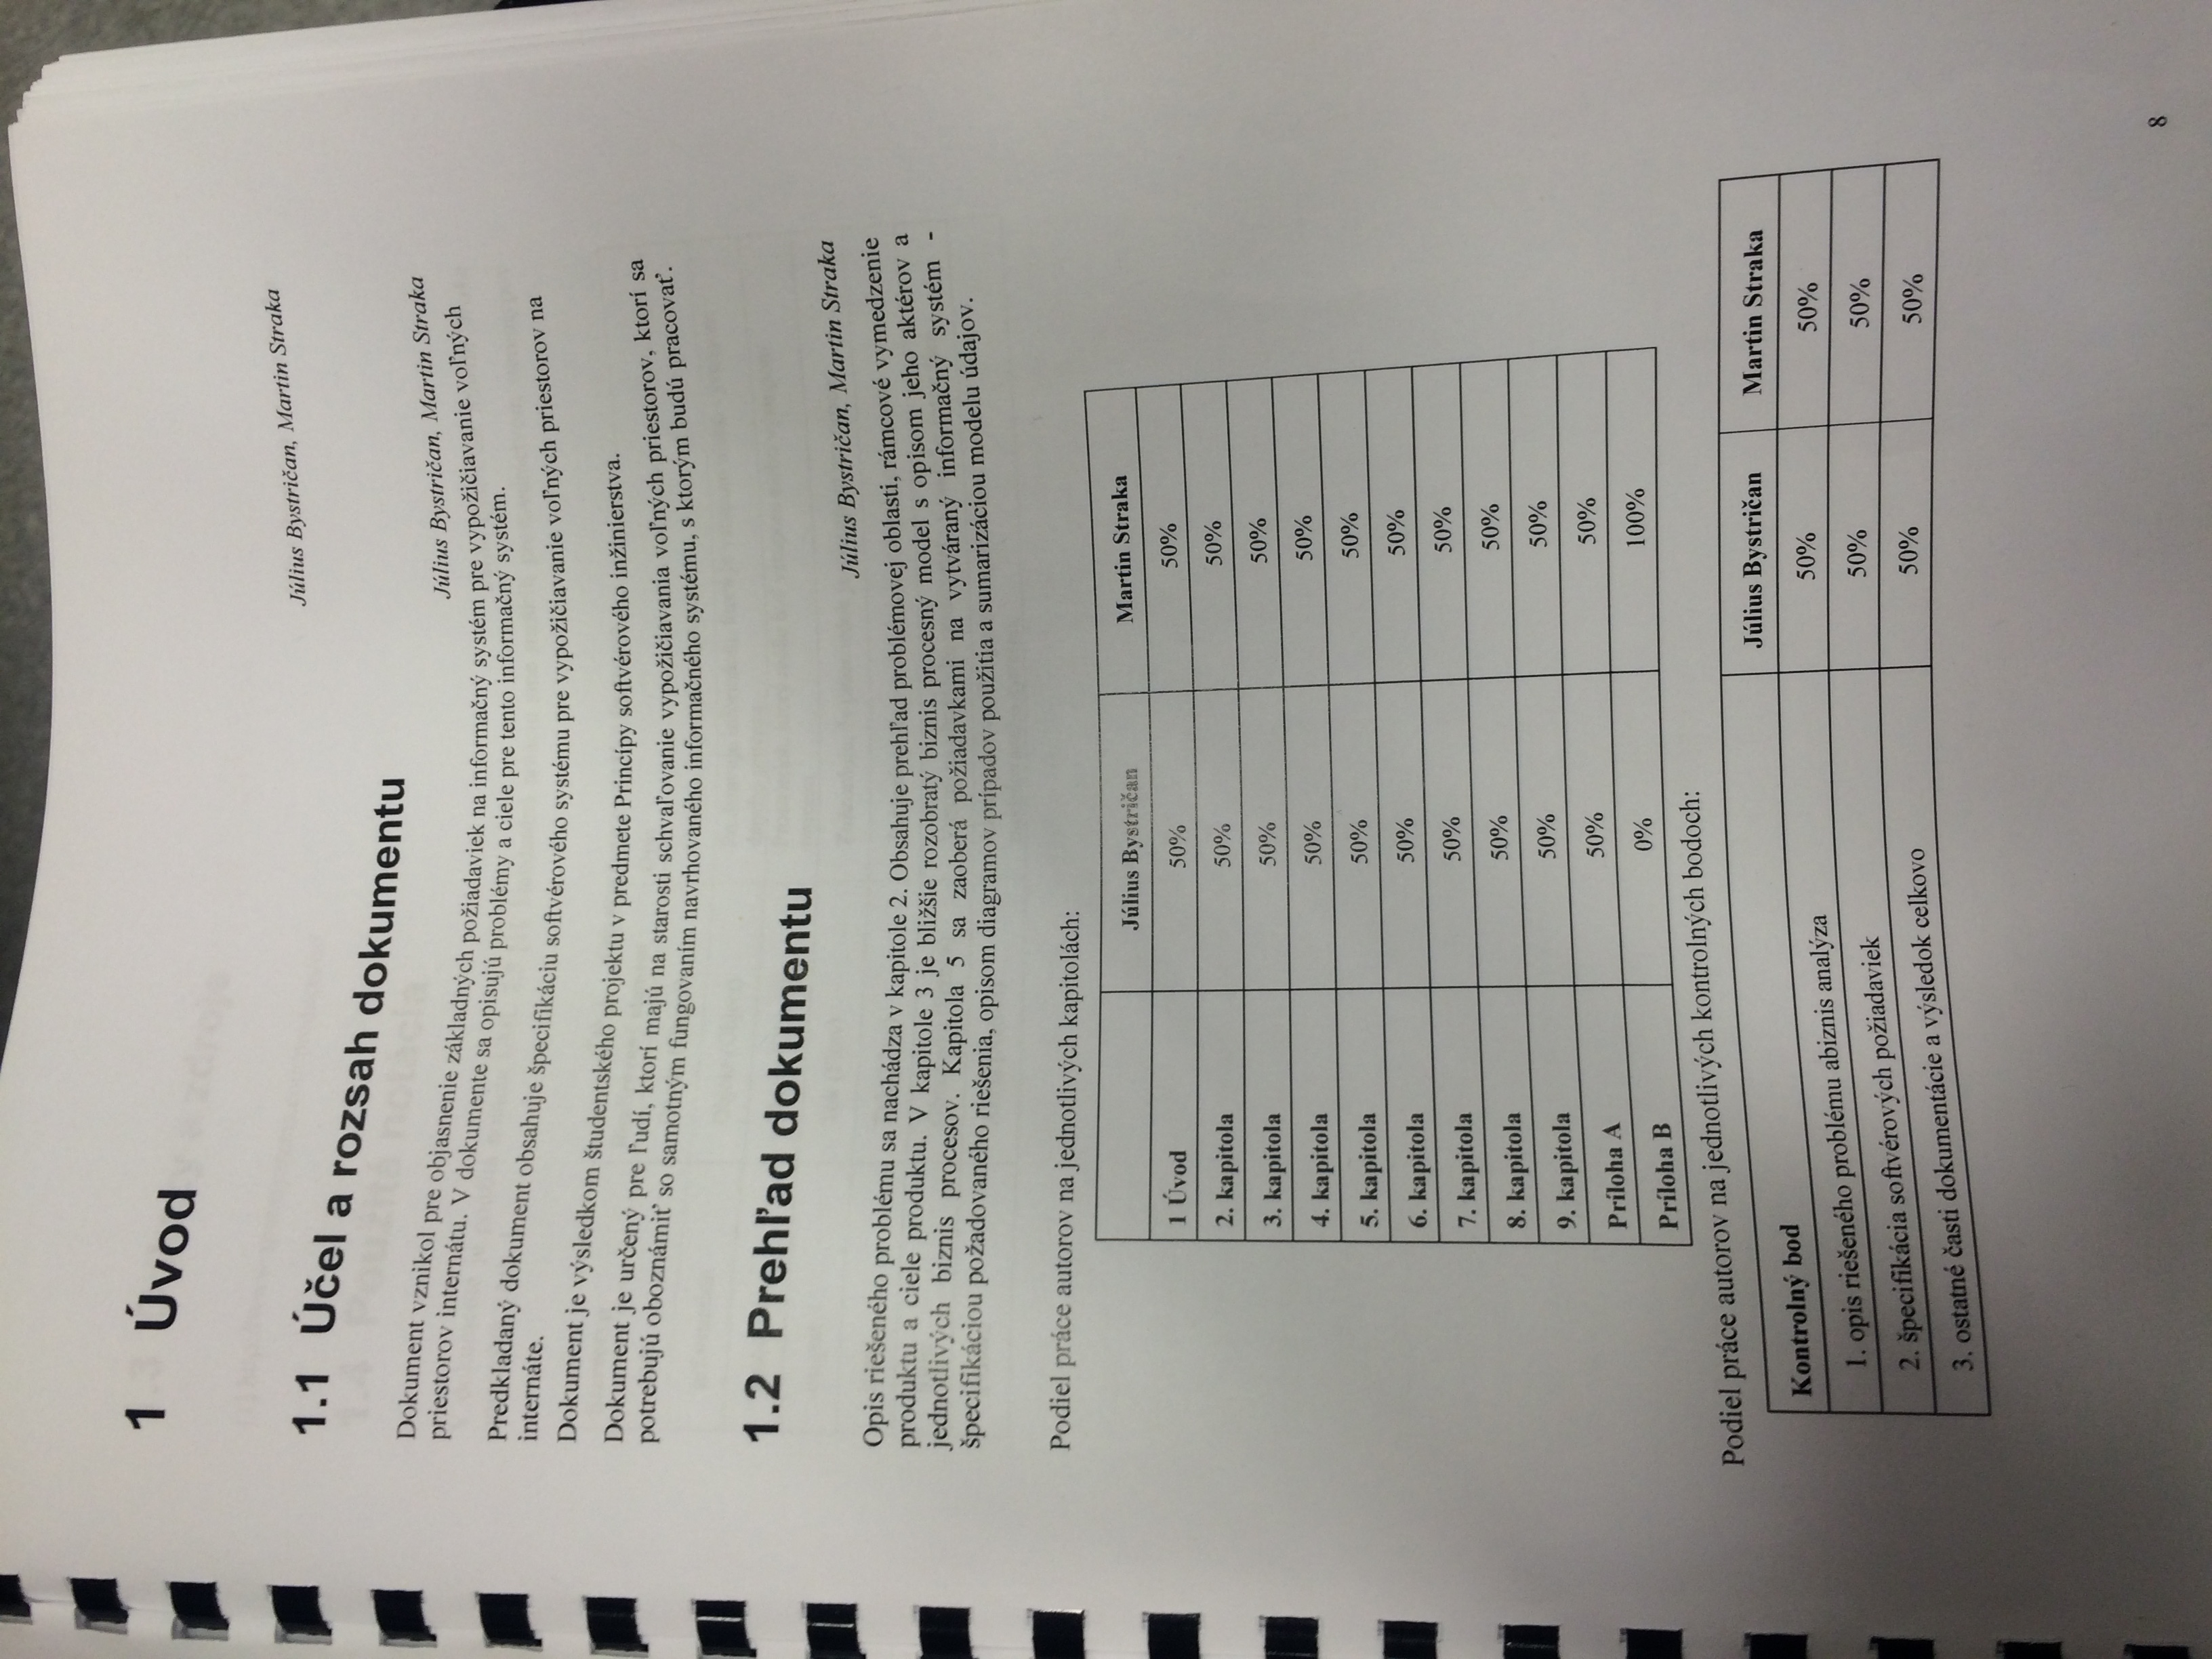 1 Úvod
Július Bystričan, Martin Straka
1.1 Účel a rozsah dokumentu
Július Bystričan, Martin Straka
Dokument vznikol pre objasnenie základných požiadaviek na informačný systém pre vypožičiavanie voľných
priestorov internátu. V dokumente sa opisujú problémy a ciele pre tento informačný systém.
Predkladaný dokument obsahuje špecifikáciu softvérového systému pre vypožičiavanie voľných priestorov na
internáte.
Dokument je výsledkom študentského projektu v predmete Princípy softvérového inžinierstva.
Dokument je určený pre ľudí, ktorí majú na starosti schvaľovanie vypožičiavania voľných priestorov, ktorí sa
potrebujú oboznámiť so samotným fungovaním navrhovaného informačného systému, s ktorým budú pracovať.
1.2 Prehľad dokumentu
Július Bystričan, Martin Straka
Opis riešeného problému sa nachádza v kapitole 2. Obsahuje prehľad problémovej oblasti, rámcové vymedzenie
produktu a ciele produktu. V kapitole 3 je bližšie rozobratý biznis procesný model s opisom jeho aktérov a
jednotlivých biznis procesov. Kapitola 5 sa zaoberá požiadavkami na vytváraný informačný systém -
špecifikáciou požadovaného riešenia, opisom diagramov prípadov použitia a sumarizáciou modelu údajov.
Podiel práce autorov na jednotlivých kapitolách:
Július Bystričan Martin Straka
1 Úvod 50% 50%
2. kapitola 50% 50%
3. kapitola 50% 50%
4. kapitola 50% 50%
5. kapitola 50% 50%
6. kapitola 50% 50%
7. kapitola 50% 50%
8. kapitola 50% 50%
9. kapitola 50% 50%
Príloha A 50% 50%
Príloha B 0% 100%
Podiel práce autorov na jednotlivých kontrolných bodoch:
Kontrolný bod Július Bystričan Martin Straka
1. opis riešeného problému abiznis analýza 50% 50%
2. špecifikácia softvérových požiadaviek 50% 50%
3. ostatné časti dokumentácie a výsledok celkovo 50% 50%
8